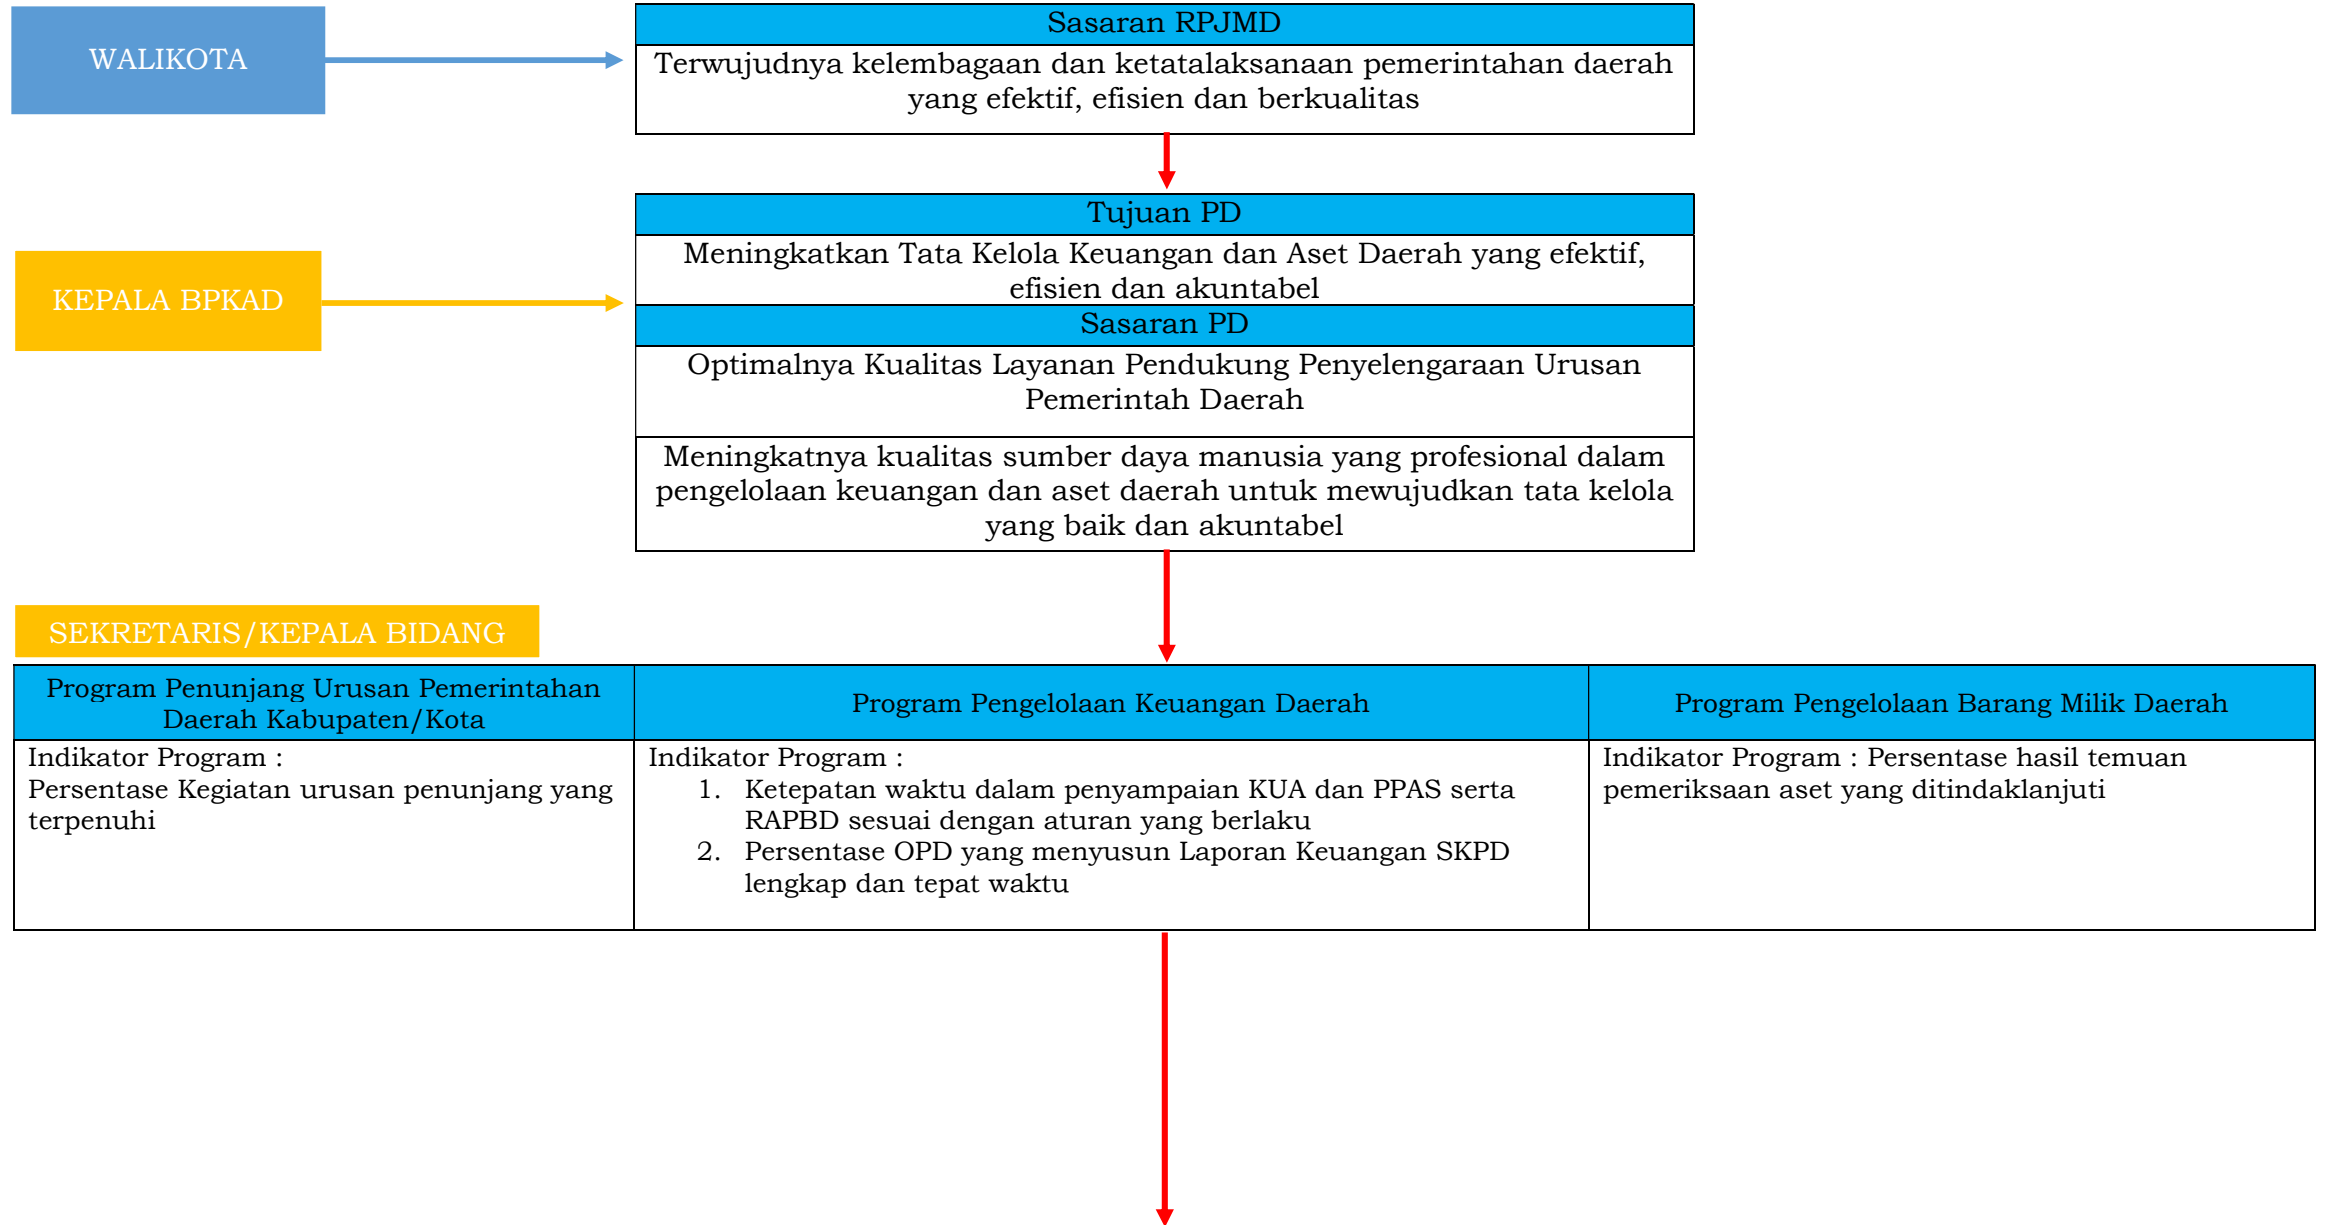 WALIKOTA
Sasaran RPJMD
Terwujudnya kelembagaan dan ketatalaksanaan pemerintahan daerah
yang efektif, efisien dan berkualitas
KEPALA BPKAD
Tujuan PD
Meningkatkan Tata Kelola Keuangan dan Aset Daerah yang efektif,
efisien dan akuntabel
Sasaran PD
Optimalnya Kualitas Layanan Pendukung Penyelengaraan Urusan
Pemerintah Daerah
Meningkatnya kualitas sumber daya manusia yang profesional dalam
pengelolaan keuangan dan aset daerah untuk mewujudkan tata kelola
yang baik dan akuntabel
SEKRETARIS/KEPALA BIDANG
Program Penunjang Urusan Pemerintahan
Daerah Kabupaten/Kota
Indikator Program :
Persentase Kegiatan urusan penunjang yang
terpenuhi
Program Pengelolaan Keuangan Daerah
Indikator Program :
1. Ketepatan waktu dalam penyampaian KUA dan PPAS serta
RAPBD sesuai dengan aturan yang berlaku
2. Persentase OPD yang menyusun Laporan Keuangan SKPD
lengkap dan tepat waktu
Program Pengelolaan Barang Milik Daerah
Indikator Program : Persentase hasil temuan
pemeriksaan aset yang ditindaklanjuti